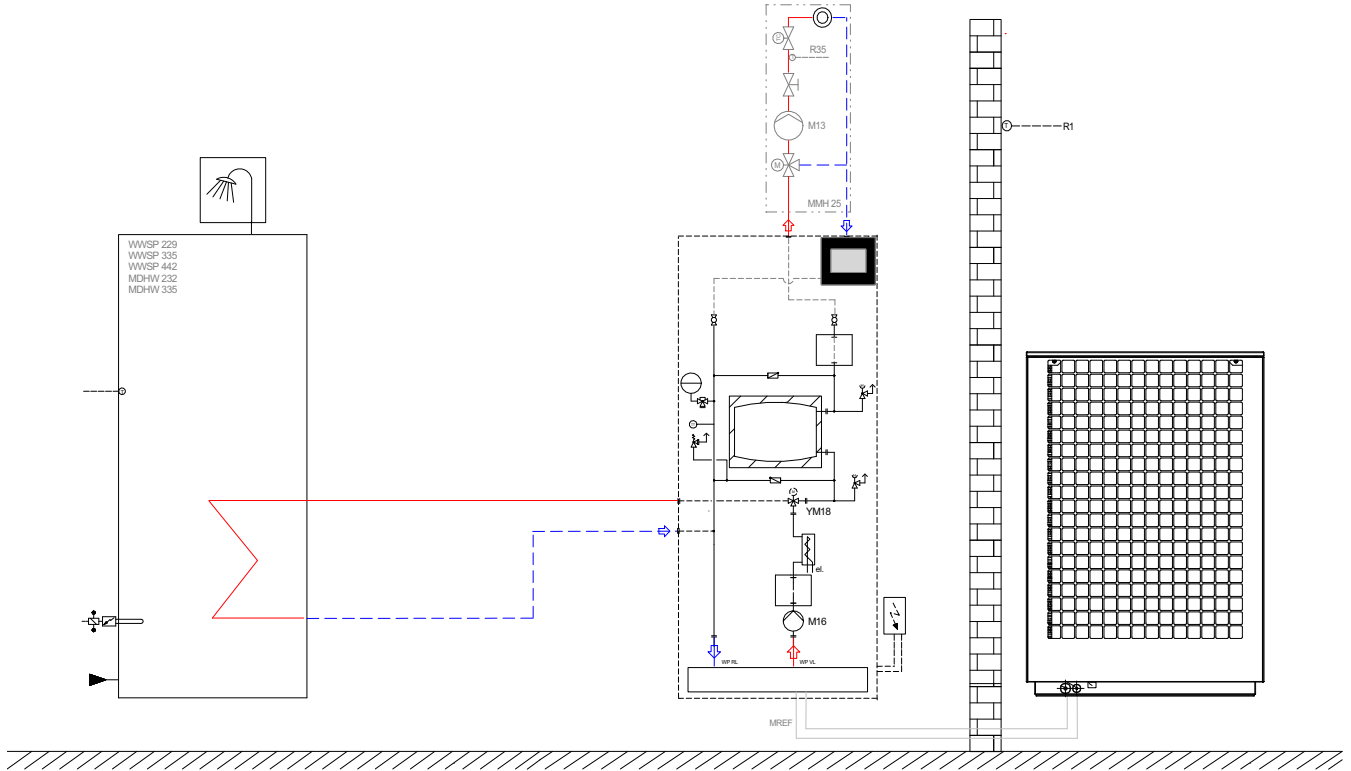 TC
R35
T
M13
M
MMH 25
T
R1
WWSP 229
WWSP 335
WWSP 442
MDHW 232
MDHW 335
T
YM18
el.
M16
WP RL
WP VL
MREF